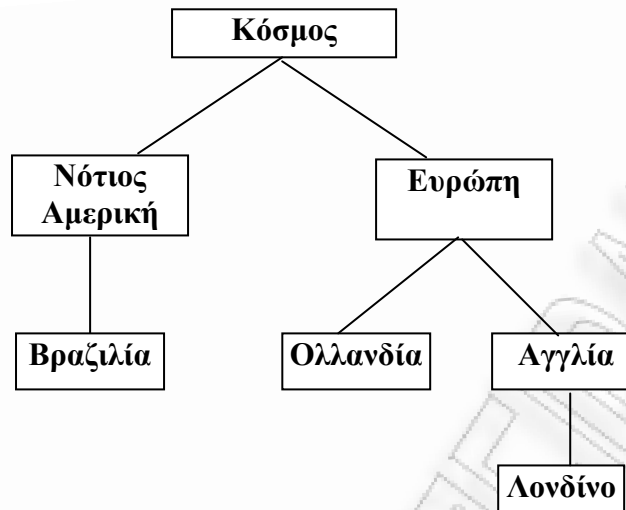 Κόσμος
Νότιος
Αμερική
Ευρώπη
Βραζιλία
Ολλανδία
Αγγλία
Λονδίνο